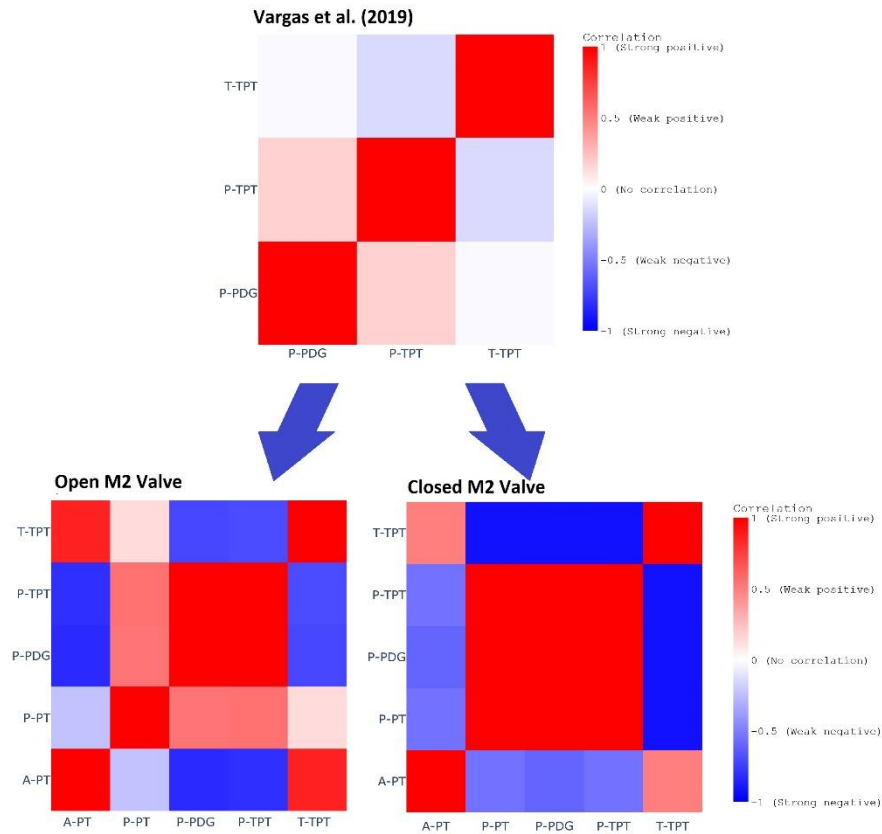 Vargas et al. (2019)
Correlation
1 (Strong positive)
0.5 (Weak positive)
0 (No correlation)
-0.5 (Weak negative)
-1 (Strong negative)
T-TPT
P-TPT
P-PDG
P-PDG P-TPT T-TPT
Open M2 Valve
T-TPT
P-TPT
P-PDG
P-PT
A-PT
A-PT P-PT P-PDG P-TPT T-TPT
Closed M2 Valve
T-TPT
P-TPT
P-PDG
P-PT
A-PT
A-PT P-PT P-PDG P-TPT T-TPT
Correlation
1 (Strong positive)
0.5 (Weak positive)
0 (No correlation)
-0.5 (Weak negative)
-1 (Strong negative)